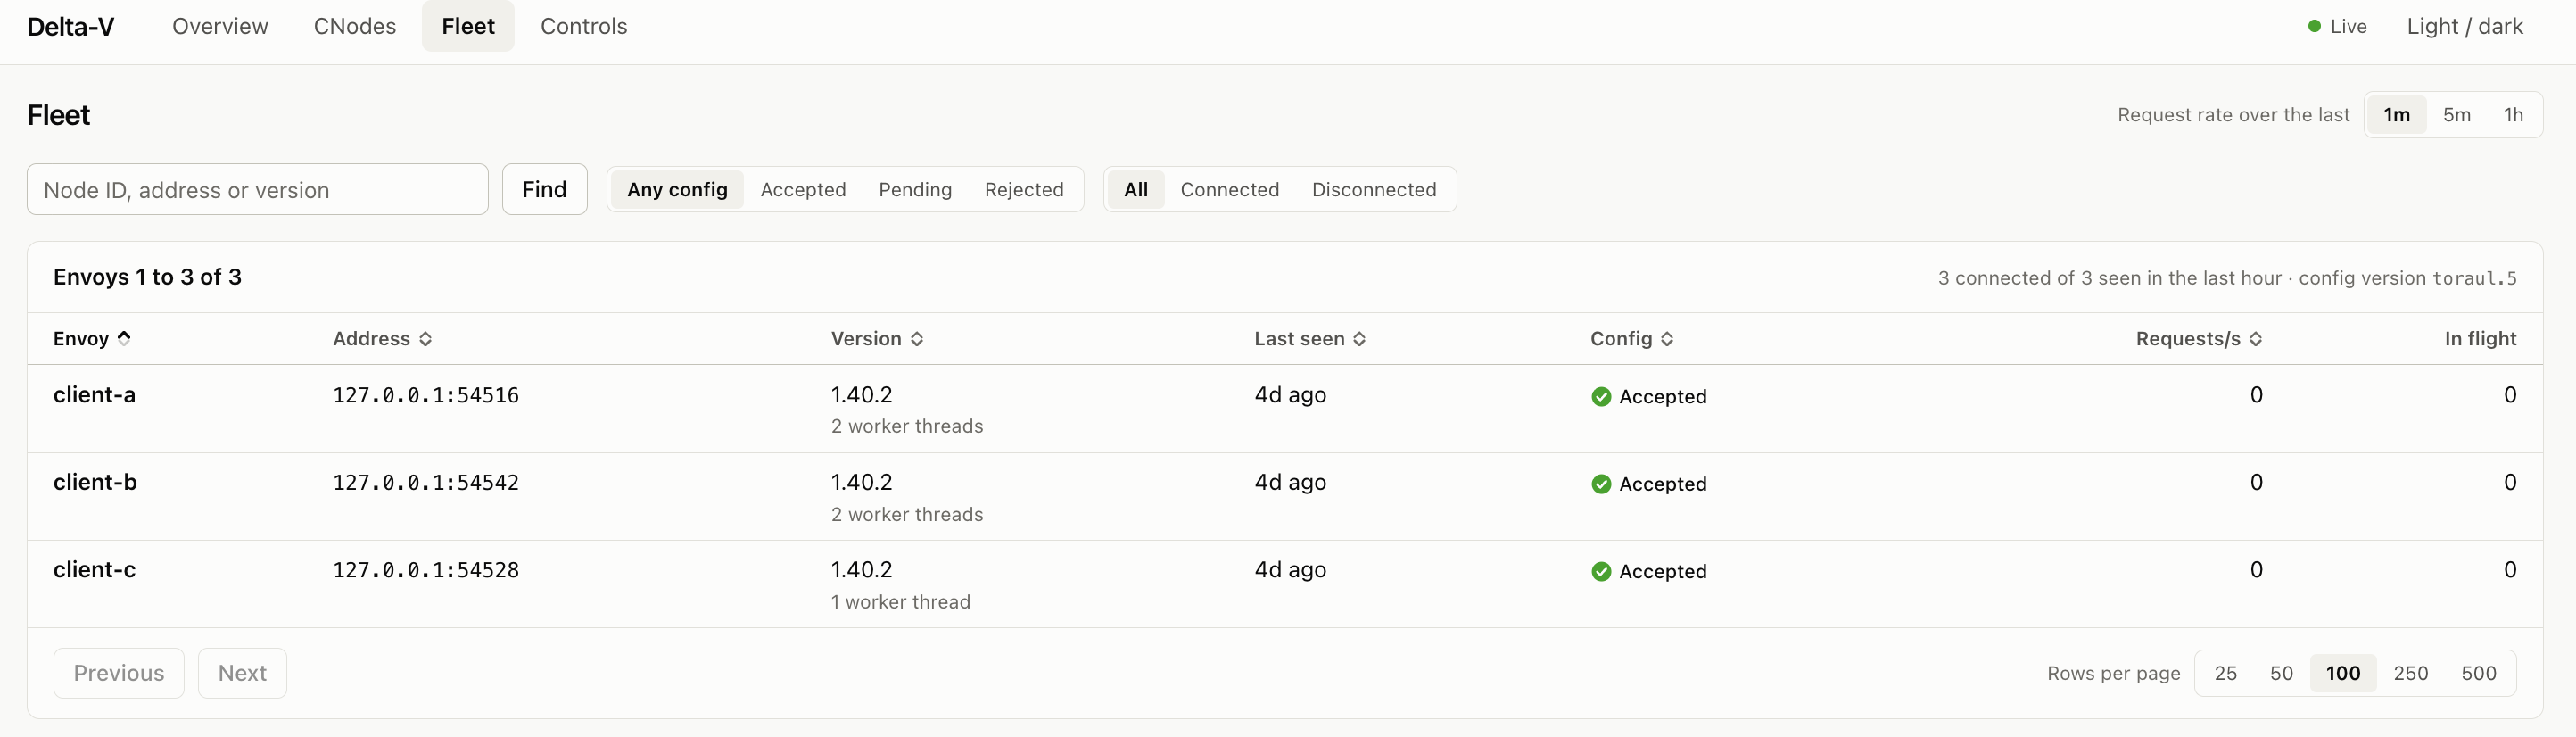 Delta-V Overview CNodes Fleet Controls Live Light / dark
Fleet Request rate over the last 1m 5m 1h
Node ID, address or version Find Any config Accepted Pending Rejected All Connected Disconnected
Envoys 1 to 3 of 3 3 connected of 3 seen in the last hour · config version toraul.5
Envoy Address Version Last seen Config Requests/s In flight
client-a 127.0.0.1:54516 1.40.2 4d ago Accepted 0 0
2 worker threads
client-b 127.0.0.1:54542 1.40.2 4d ago Accepted 0 0
2 worker threads
client-c 127.0.0.1:54528 1.40.2 4d ago Accepted 0 0
1 worker thread
Previous Next Rows per page 25 50 100 250 500